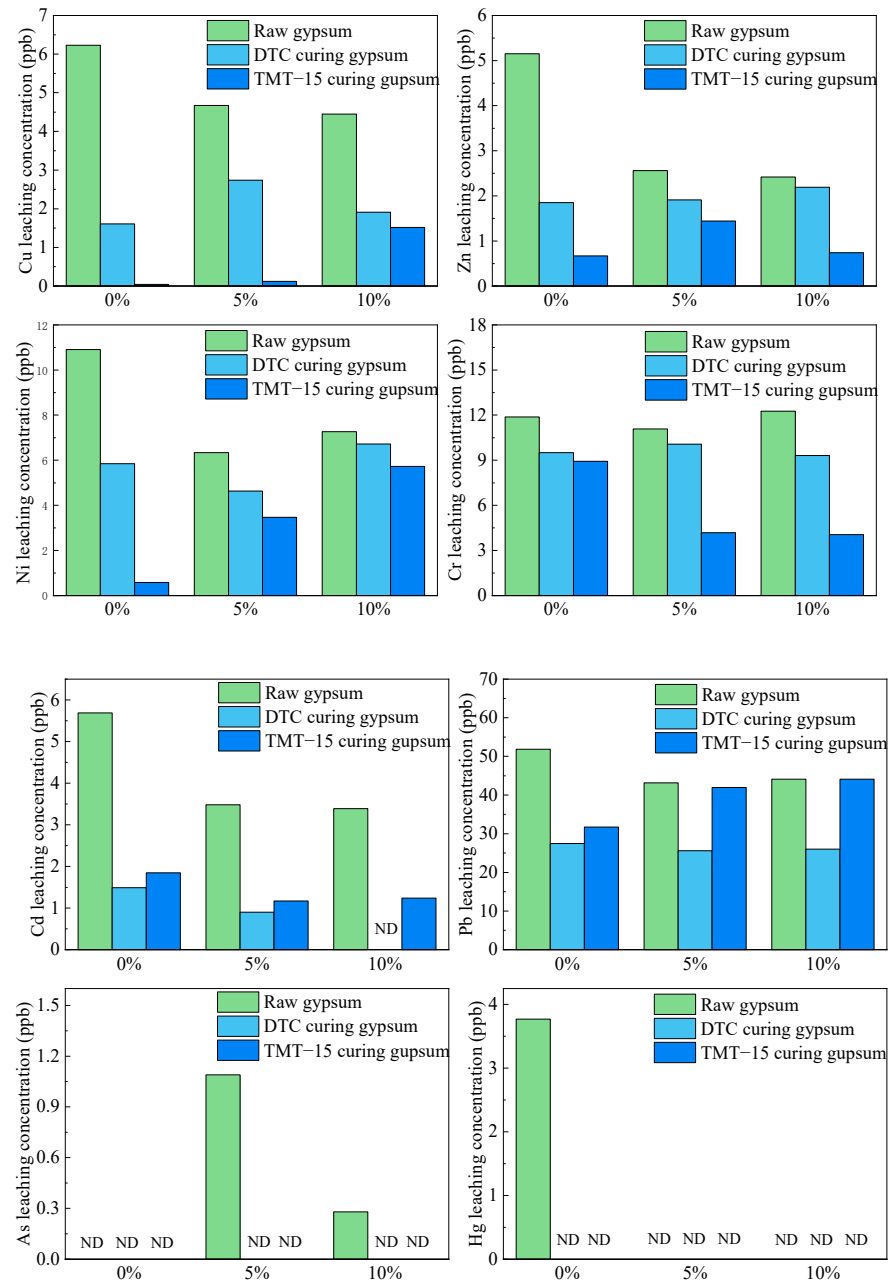 Cu leaching concentration (ppb)
7
6
5
4
3
2
1
0
Raw gypsum
DTC curing gypsum
TMT−15 curing gupsum
0%
5%
10%
Zn leaching concentration (ppb)
6
5
4
3
2
1
0
Raw gypsum
DTC curing gypsum
TMT−15 curing gupsum
0%
5%
10%
Ni leaching concentration (ppb)
12
10
8
6
4
2
0
Raw gypsum
DTC curing gypsum
TMT−15 curing gupsum
0%
5%
10%
Cr leaching concentration (ppb)
18
15
12
9
6
3
0
Raw gypsum
DTC curing gypsum
TMT−15 curing gupsum
0%
5%
10%
Cd leaching concentration (ppb)
6
5
4
3
2
1
0
Raw gypsum
DTC curing gypsum
TMT−15 curing gupsum
ND
0%
5%
10%
Pb leaching concentration (ppb)
70
60
50
40
30
20
10
0
Raw gypsum
DTC curing gypsum
TMT−15 curing gupsum
0%
5%
10%
As leaching concentration (ppb)
1.5
1.2
0.9
0.6
0.3
0.0
Raw gypsum
DTC curing gypsum
TMT−15 curing gupsum
ND ND ND
ND ND
ND ND
0%
5%
10%
Hg leaching concentration (ppb)
4
3
2
1
0
Raw gypsum
DTC curing gypsum
TMT−15 curing gupsum
ND ND
ND ND ND
ND ND ND
0%
5%
10%